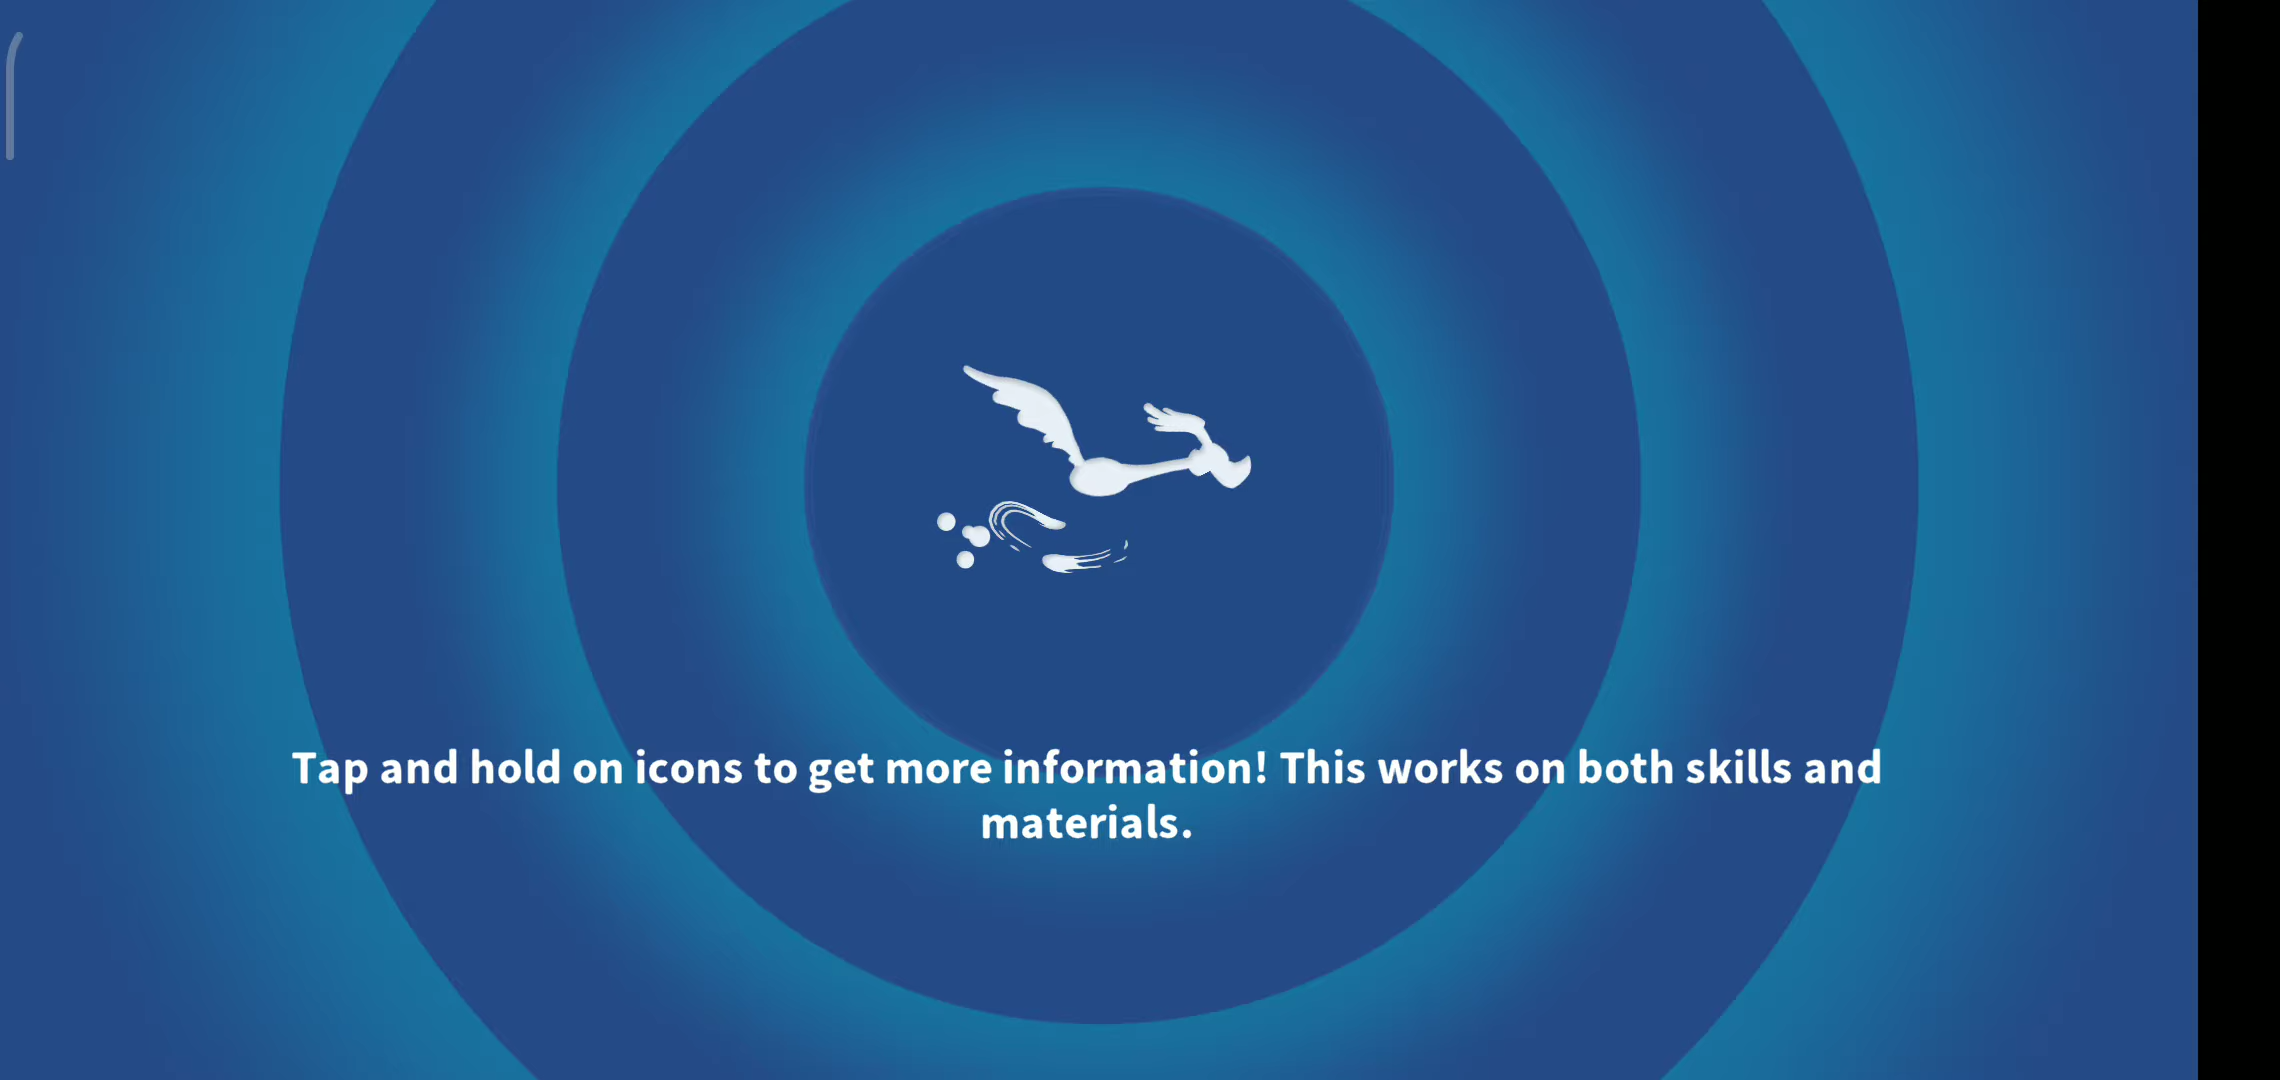 Tap and hold on icons to get more information! This works on both skills and
materials.